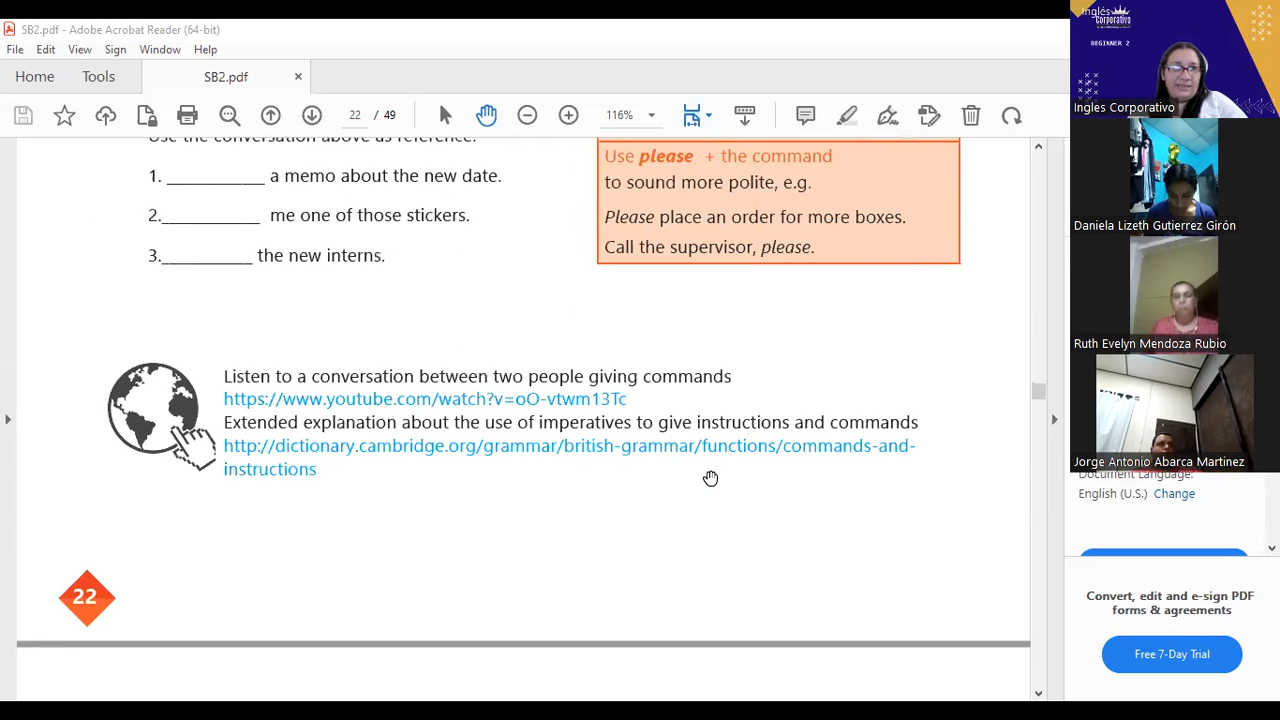 SB2.pdf - Adobe Acrobat Reader (64-bit)
File Edit View Sign Window Help
Home Tools SB2.pdf ×
22 / 49 116%
Use the conversation above as reference.
1. ___________ a memo about the new date.
2.___________ me one of those stickers.
3.__________ the new interns.
Use please + the command
to sound more polite, e.g.
Please place an order for more boxes.
Call the supervisor, please.
Listen to a conversation between two people giving commands
https://www.youtube.com/watch?v=oO-vtwm13Tc
Extended explanation about the use of imperatives to give instructions and commands
http://dictionary.cambridge.org/grammar/british-grammar/functions/commands-and-
instructions
22
Inglés
Corporativo
BEGINNER 2
Ingles Corporativo
Daniela Lizeth Gutierrez Girón
Ruth Evelyn Mendoza Rubio
Jorge Antonio Abarca Martinez
Document Language:
English (U.S.) Change
Convert, edit and e-sign PDF
forms & agreements
Free 7-Day Trial